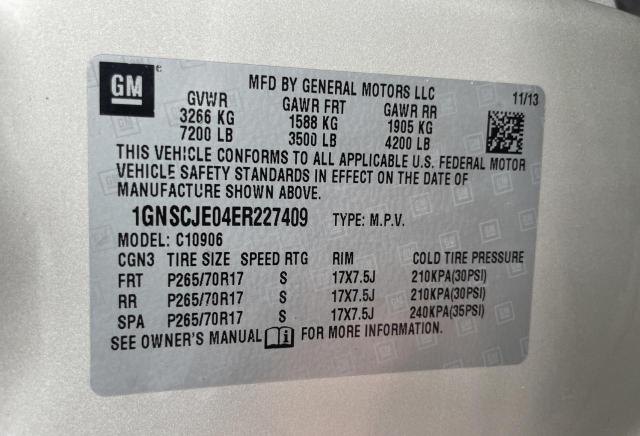 GM
MFD BY GENERAL MOTORS LLC
11/13
GVWR GAWR FRT GAWR RR
3266 KG 1588 KG 1905 KG
7200 LB 3500 LB 4200 LB
THIS VEHICLE CONFORMS TO ALL APPLICABLE U.S. FEDERAL MOTOR
VEHICLE SAFETY STANDARDS IN EFFECT ON THE DATE OF
MANUFACTURE SHOWN ABOVE.
1GNSCJE04ER227409 TYPE: M.P.V.
MODEL: C10906
CGN3 TIRE SIZE SPEED RTG RIM COLD TIRE PRESSURE
FRT P265/70R17 S 17X7.5J 210KPA(30PSI)
RR P265/70R17 S 17X7.5J 210KPA(30PSI)
SPA P265/70R17 S 17X7.5J 240KPA(35PSI)
SEE OWNER'S MANUAL FOR MORE INFORMATION.